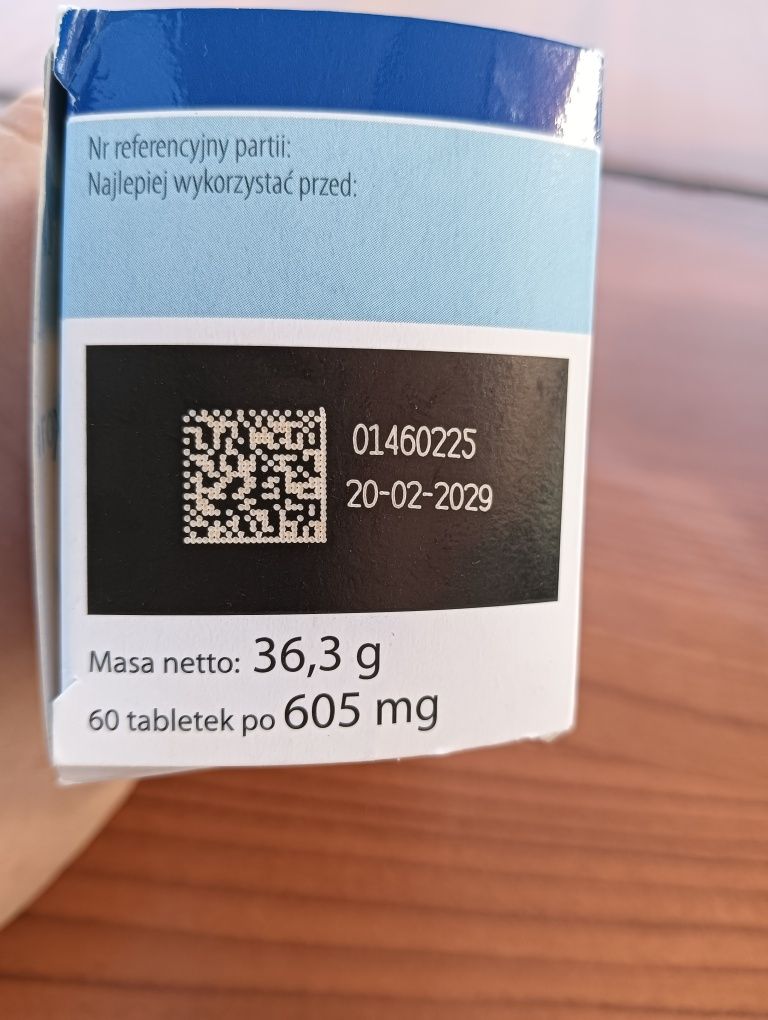 Nr referencyjny partii:
Najlepiej wykorzystać przed:
01460225
20-02-2029
Masa netto: 36,3 g
60 tabletek po 605 mg